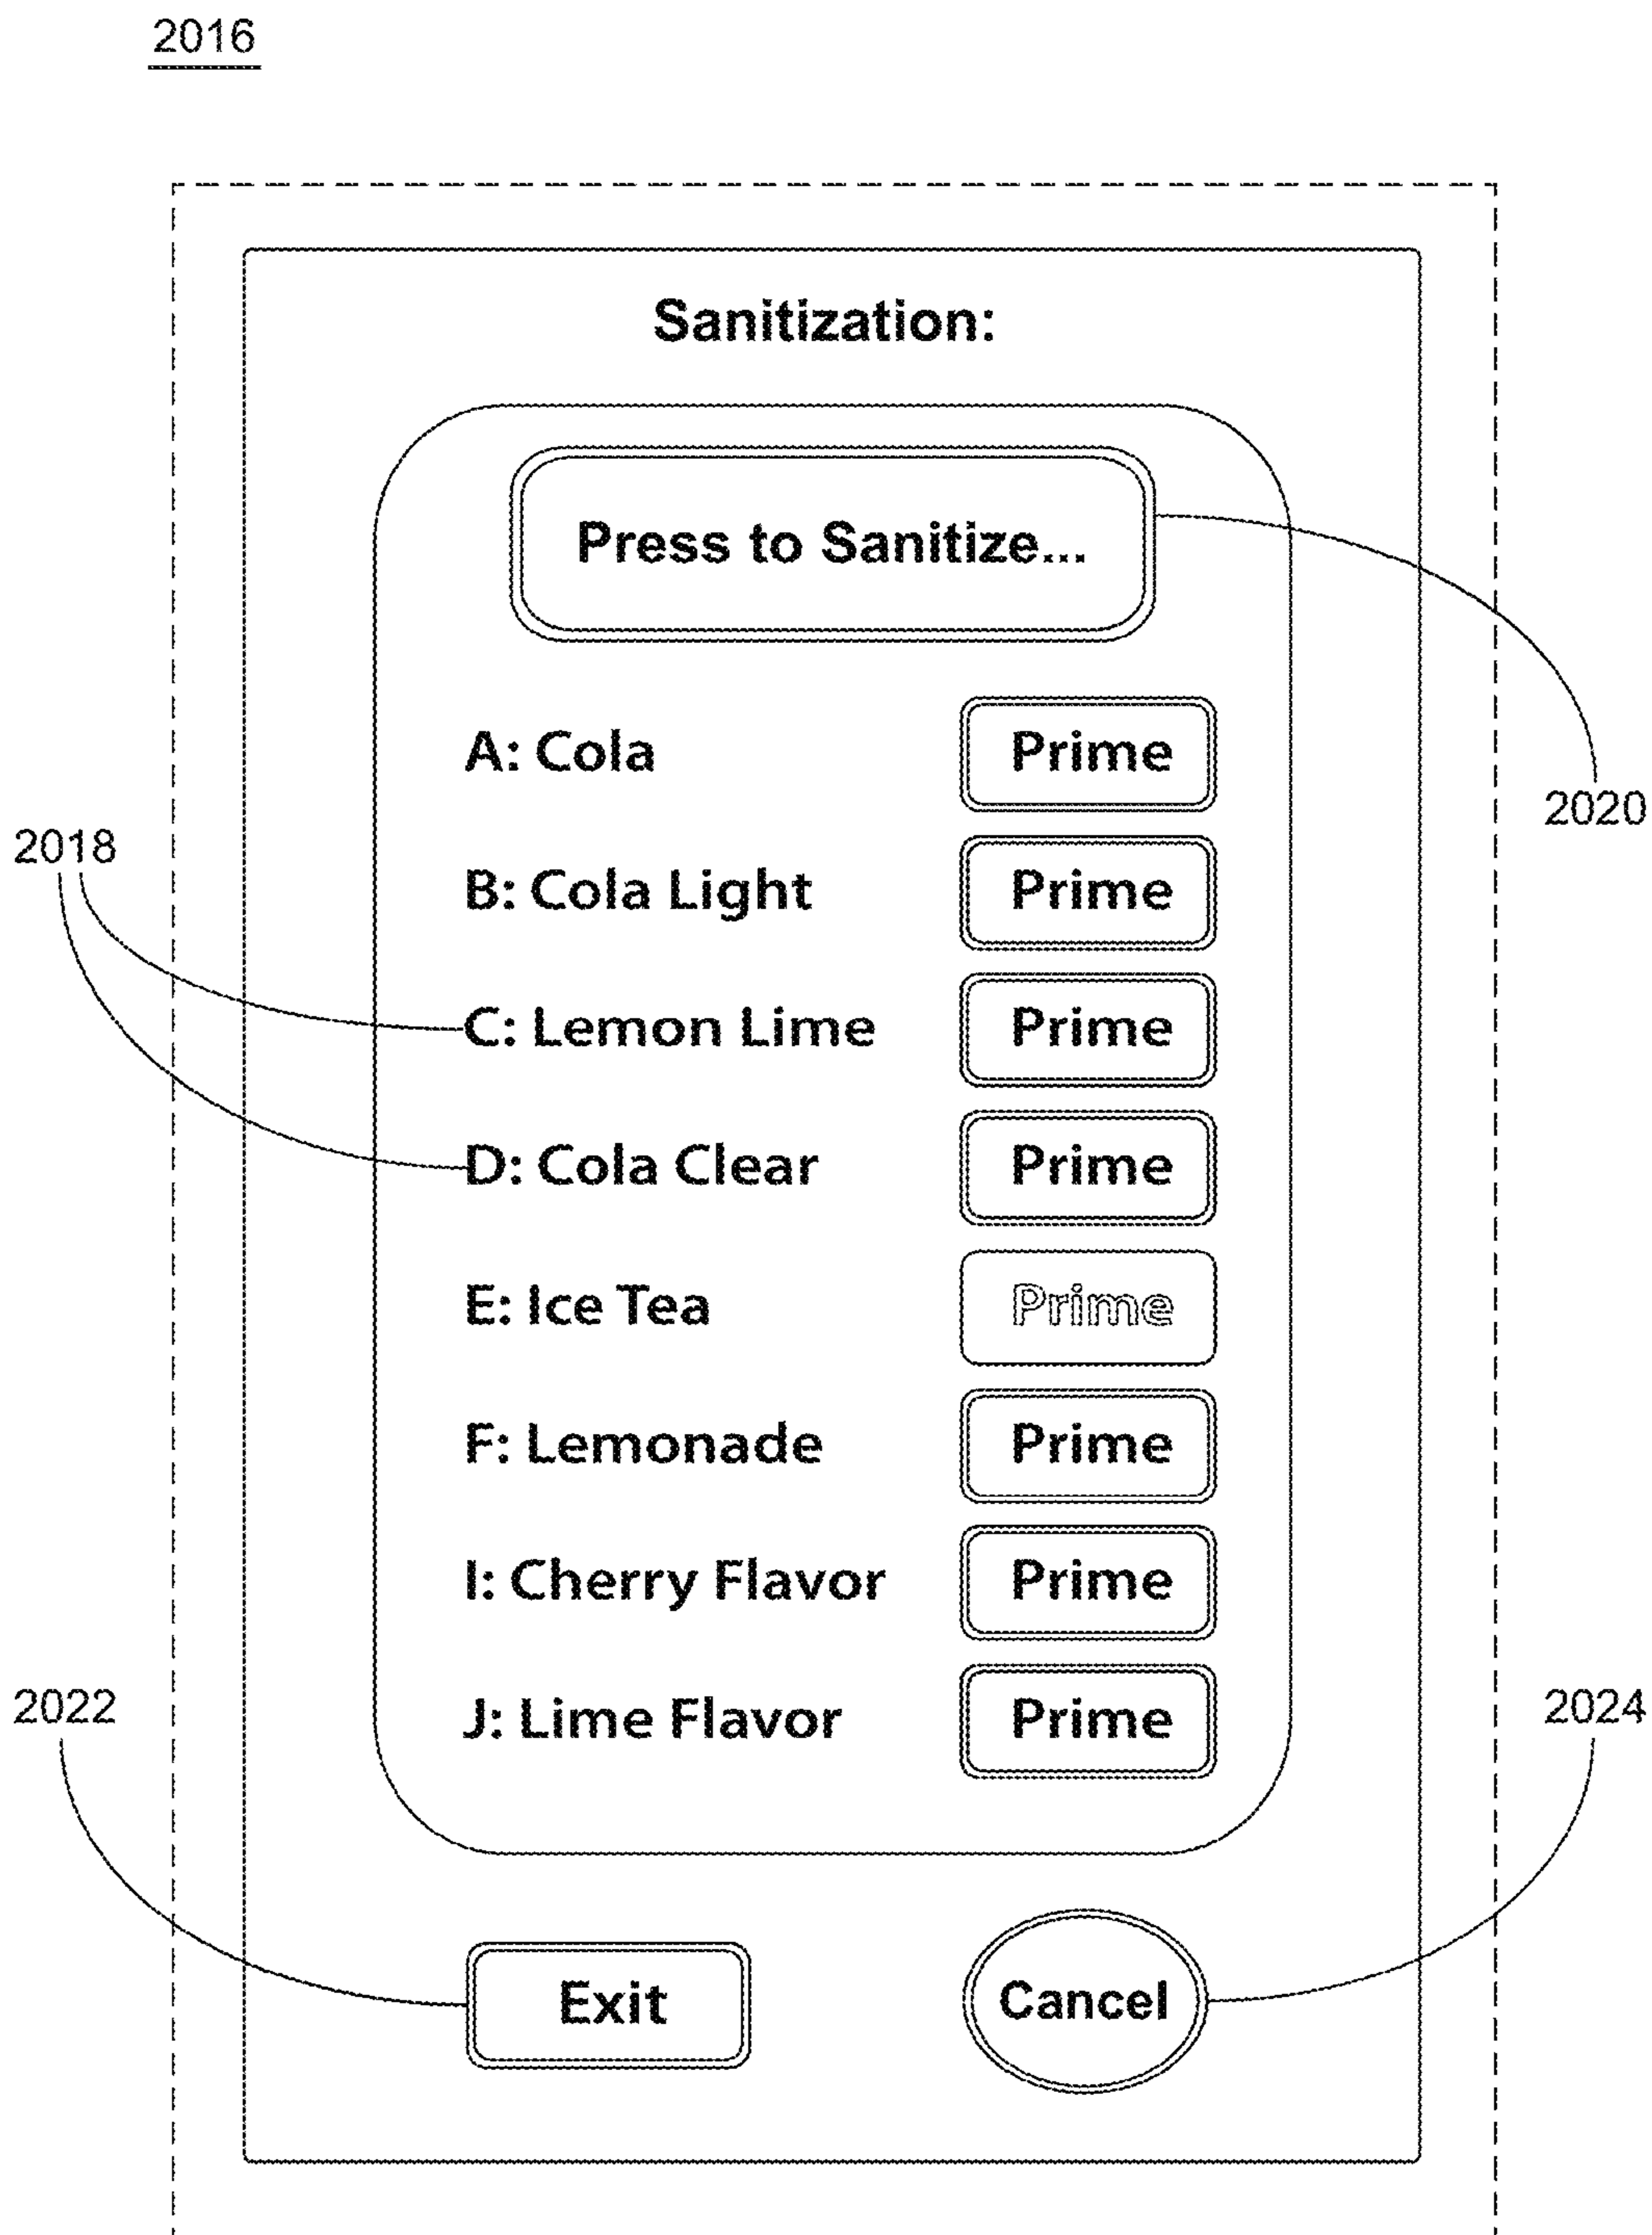 2016
Sanitization:
Press to Sanitize...
A: Cola Prime
2020
2018
B: Cola Light Prime
C: Lemon Lime Prime
D: Cola Clear Prime
E: Ice Tea Prime
F: Lemonade Prime
I: Cherry Flavor Prime
2022
J: Lime Flavor Prime
2024
Exit Cancel